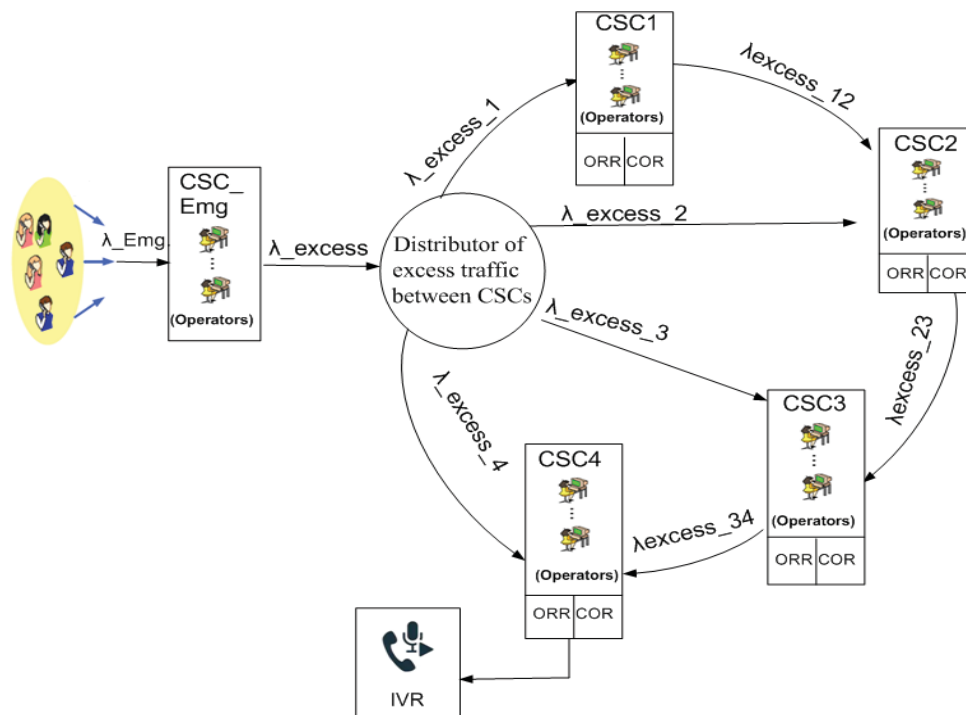 CSC1
(Operators)
ORR COR
λexcess_12
λ_excess_1
CSC2
(Operators)
ORR COR
CSC_
Emg
(Operators)
λ_Emg
λ_excess
Distributor of
excess traffic
between CSCs
λ_excess_2
λ_excess_3
λexcess_23
λ_excess_4
CSC3
(Operators)
ORR COR
λexcess_34
CSC4
(Operators)
ORR COR
IVR